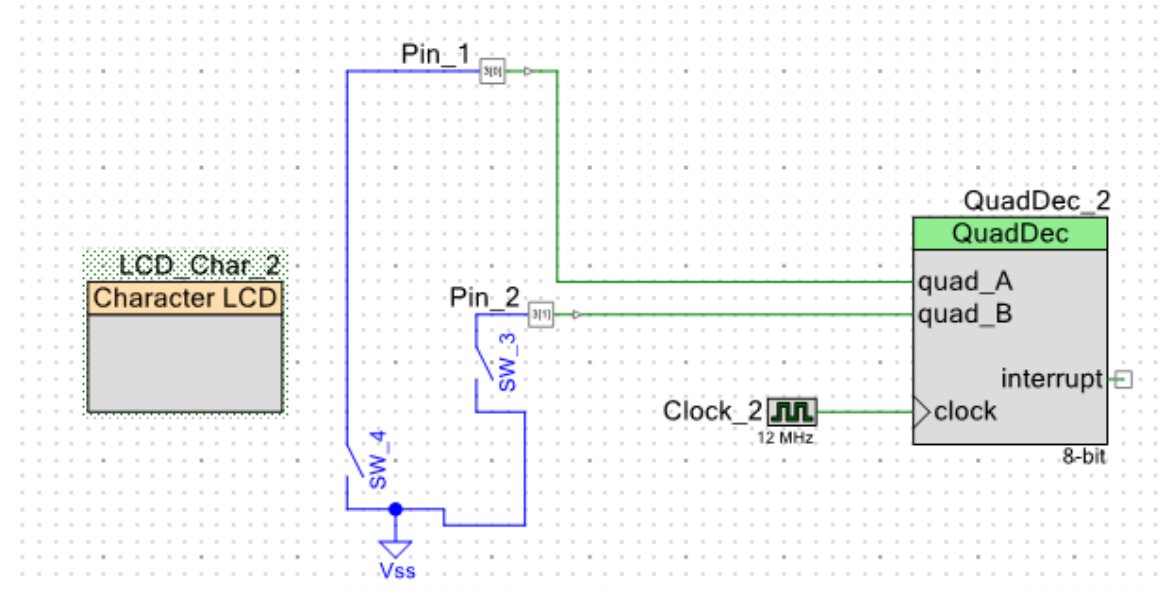 Pin_1
3[0]
QuadDec_2
QuadDec
LCD_Char_2
Character LCD
quad_A
Pin_2
3[1]
quad_B
SW_3
interrupt
Clock_2
clock
12 MHz
SW_4
8-bit
Vss